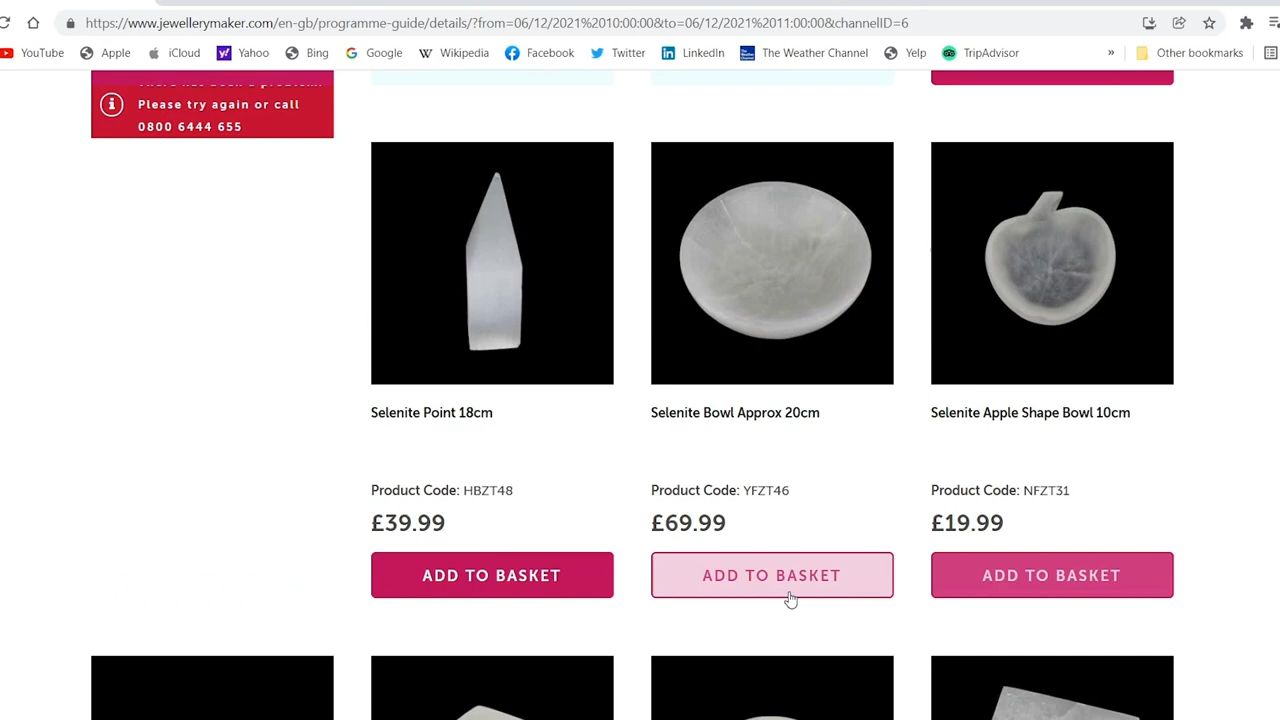 https://www.jewellerymaker.com/en-gb/programme-guide/details/?from=06/12/2021%2010:00:00&to=06/12/2021%2011:00:00&channelID=6
YouTube Apple iCloud Yahoo Bing Google Wikipedia Facebook Twitter LinkedIn The Weather Channel Yelp TripAdvisor » Other bookmarks
There has been a problem.
Please try again or call
0800 6444 655
Selenite Point 18cm
Product Code: HBZT48
£39.99
ADD TO BASKET
Selenite Bowl Approx 20cm
Product Code: YFZT46
£69.99
ADD TO BASKET
Selenite Apple Shape Bowl 10cm
Product Code: NFZT31
£19.99
ADD TO BASKET